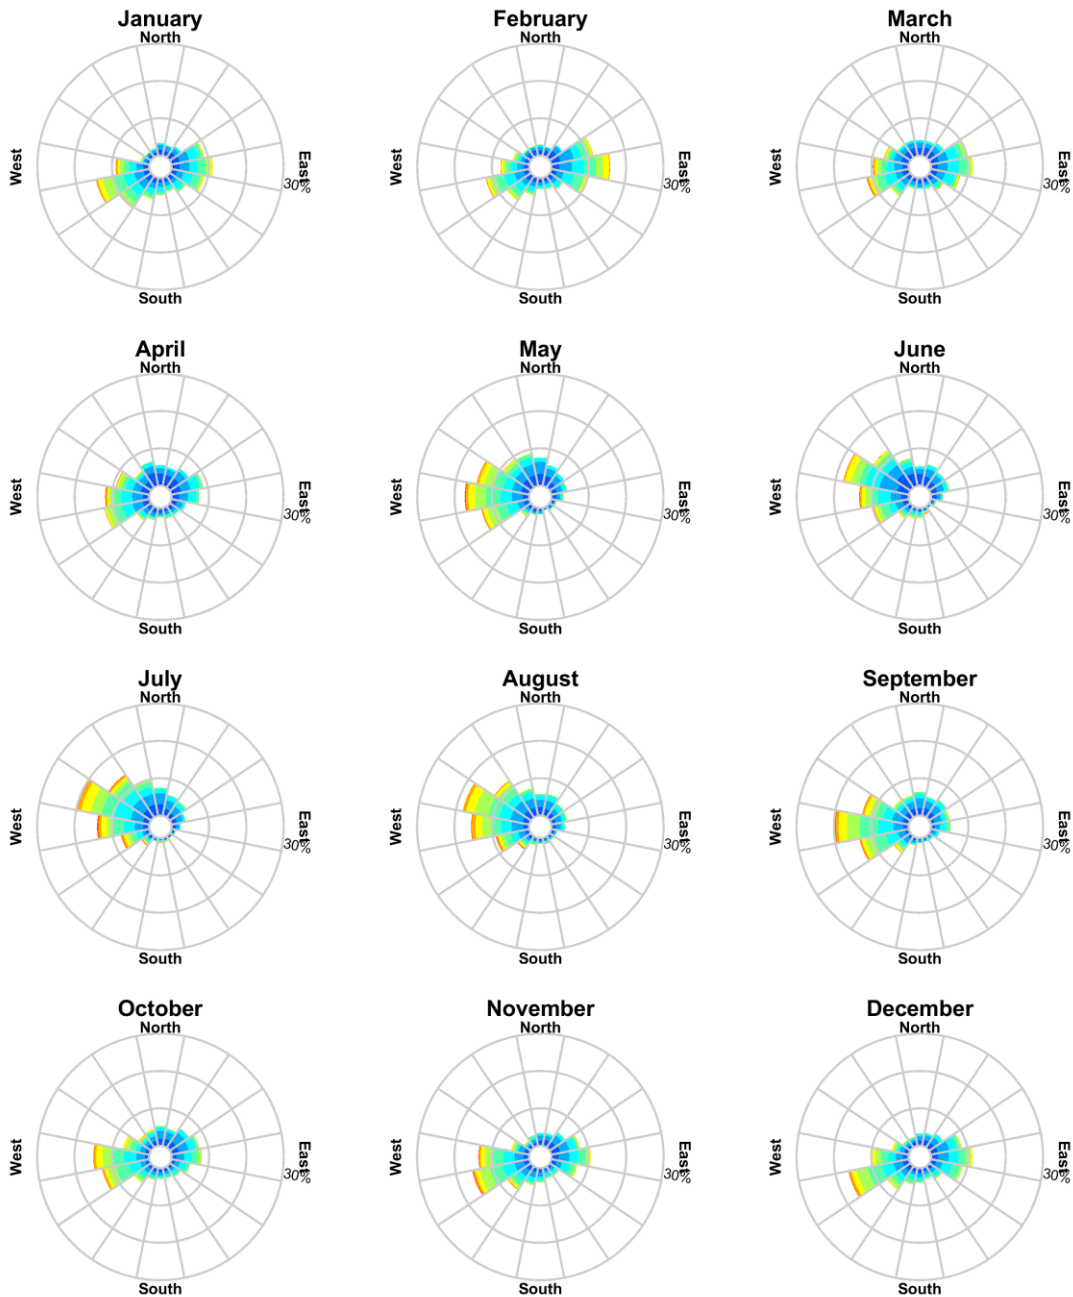 January
North
West
East
30%
South
February
North
West
East
30%
South
March
North
West
East
30%
South
April
North
West
East
30%
South
May
North
West
East
30%
South
June
North
West
East
30%
South
July
North
West
East
30%
South
August
North
West
East
30%
South
September
North
West
East
30%
South
October
North
West
East
30%
South
November
North
West
East
30%
South
December
North
West
East
30%
South